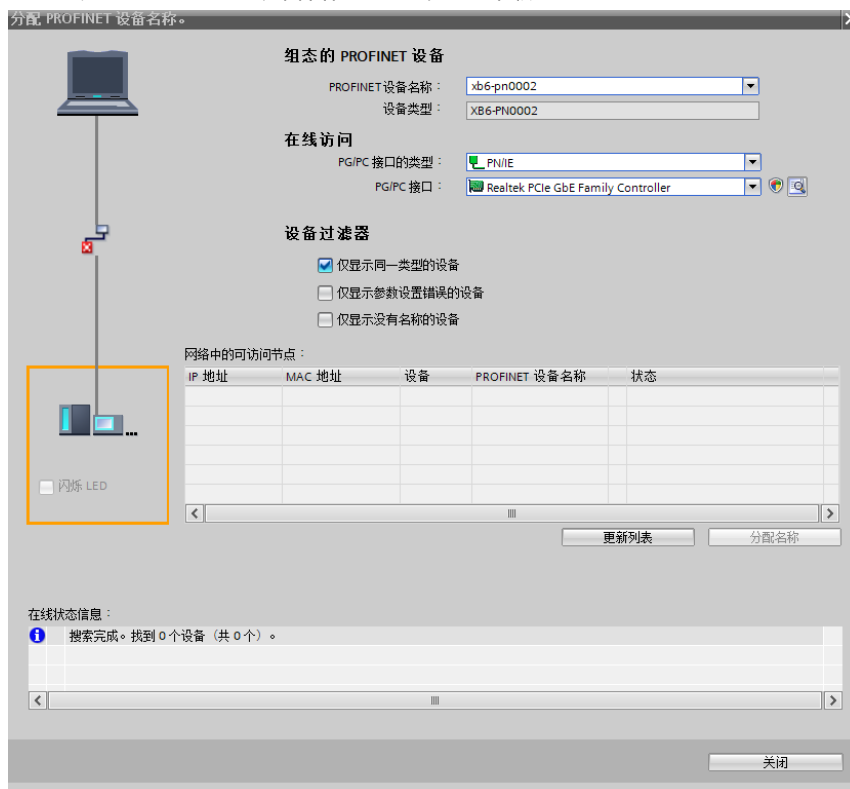 分配 PROFINET 设备名称。
组态的 PROFINET 设备
PROFINET设备名称： xb6-pn0002
设备类型： XB6-PN0002
在线访问
PG/PC 接口的类型： PN/IE
PG/PC 接口： Realtek PCIe GbE Family Controller
设备过滤器
仅显示同一类型的设备
仅显示参数设置错误的设备
仅显示没有名称的设备
网络中的可访问节点：
IP 地址 MAC 地址 设备 PROFINET 设备名称 状态
闪烁 LED
更新列表 分配名称
在线状态信息：
搜索完成。找到 0 个设备（共 0 个）。
关闭